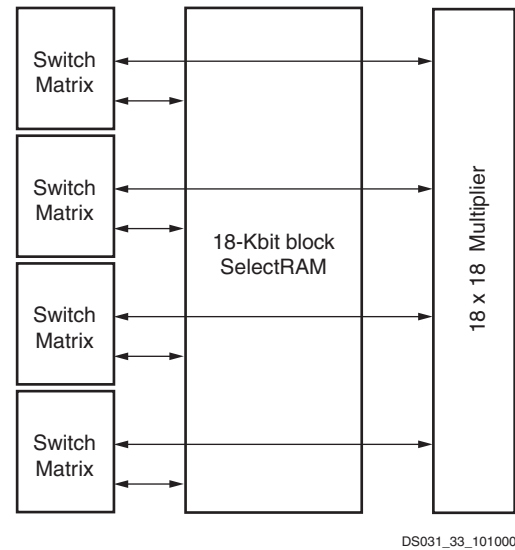 Switch
Matrix
Switch
Matrix
Switch
Matrix
Switch
Matrix
18-Kbit block
SelectRAM
18 x 18 Multiplier
DS031_33_101000